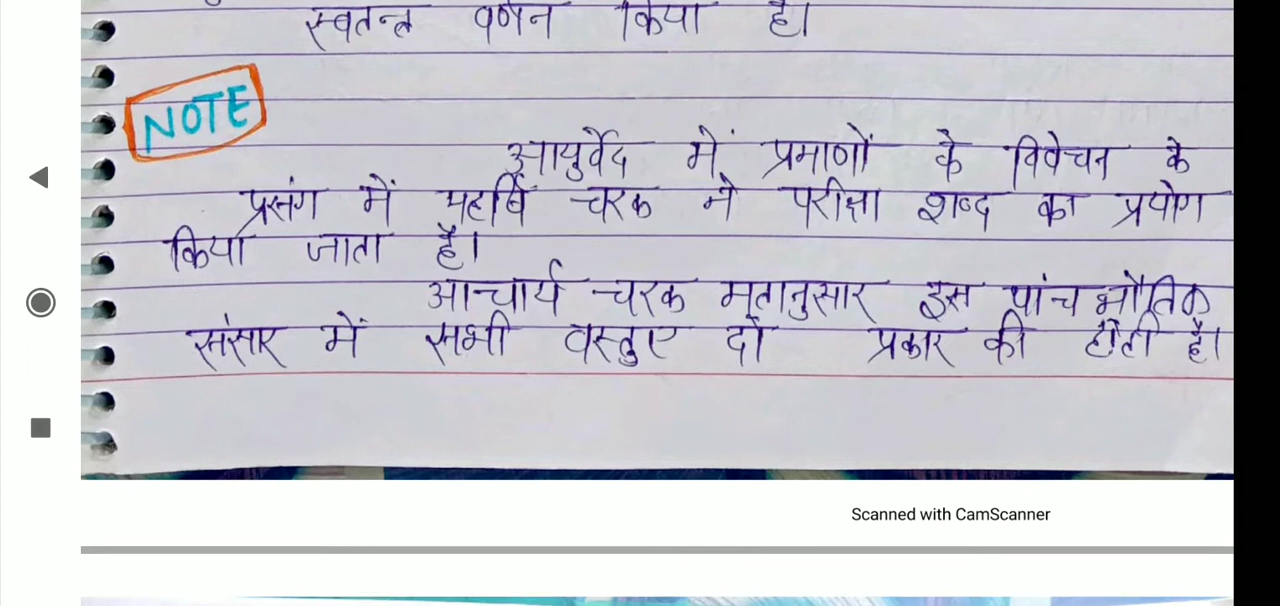 स्वतन्त्र वर्णन किया है।
NOTE
आयुर्वेद में प्रमाणों के विवेचन के
प्रसंग में महर्षि चरक ने परीक्षा शब्द का प्रयोग
किया जाता है।
आचार्य चरक मतानुसार इस पांच भौतिक
संसार में सभी वस्तुए दो प्रकार की होती है।
Scanned with CamScanner